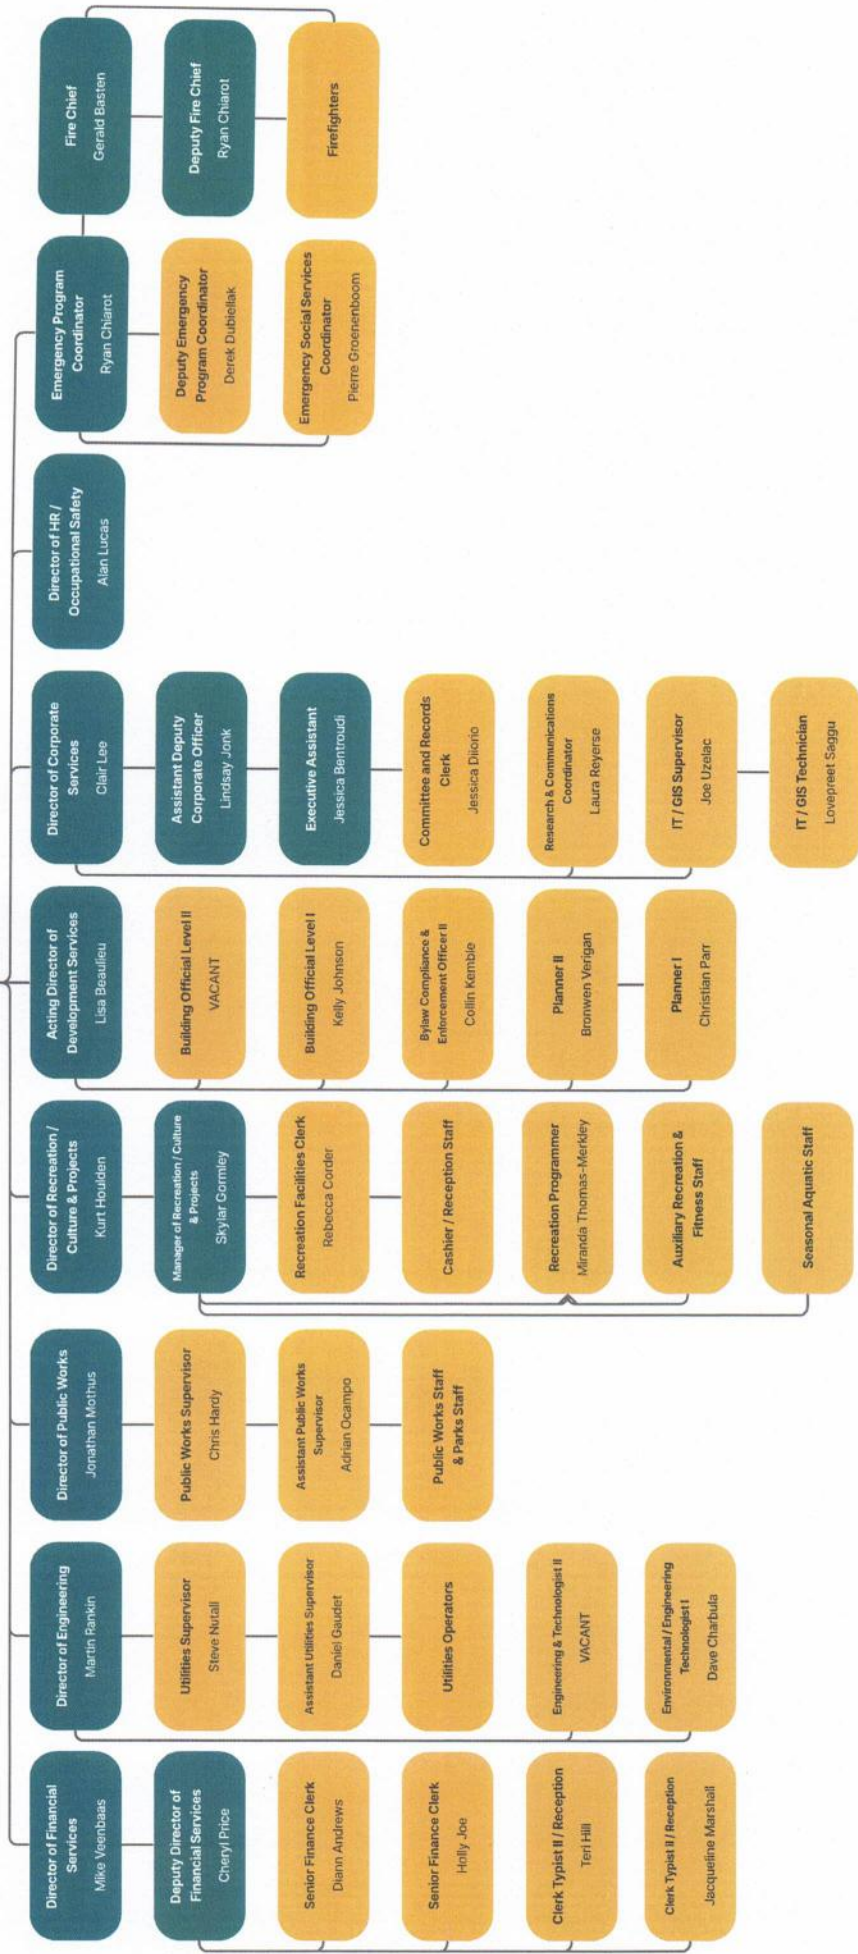 Director of Financial
Services
Mike Veenbaas
Deputy Director of
Financial Services
Cheryl Price
Senior Finance Clerk
Diann Andrews
Senior Finance Clerk
Holly Joe
Clerk Typist II / Reception
Teri Hill
Clerk Typist II / Reception
Jacqueline Marshall
Director of Engineering
Martin Rankin
Utilities Supervisor
Steve Nutall
Assistant Utilities Supervisor
Daniel Gaudet
Utilities Operators
Engineering & Technologist II
VACANT
Environmental / Engineering
Technologist I
Dave Charbula
Director of Public Works
Jonathan Mothus
Public Works Supervisor
Chris Hardy
Assistant Public Works
Supervisor
Adrian Ocampo
Public Works Staff
& Parks Staff
Director of Recreation /
Culture & Projects
Kurt Houlden
Manager of Recreation / Culture
& Projects
Skylar Gormley
Recreation Facilities Clerk
Rebecca Corder
Cashier / Reception Staff
Recreation Programmer
Miranda Thomas-Merkley
Auxiliary Recreation &
Fitness Staff
Seasonal Aquatic Staff
Acting Director of
Development Services
Lisa Beaulieu
Building Official Level II
VACANT
Building Official Level I
Kelly Johnson
Bylaw Compliance &
Enforcement Officer II
Collin Kemble
Planner II
Bronwen Verigan
Planner I
Christian Parr
Director of Corporate
Services
Clair Lee
Assistant Deputy
Corporate Officer
Lindsay Jonk
Executive Assistant
Jessica Bentroudi
Committee and Records
Clerk
Jessica Diiorio
Research & Communications
Coordinator
Laura Reyerse
IT / GIS Supervisor
Joe Uzelac
IT / GIS Technician
Lovepreet Saggu
Director of HR /
Occupational Safety
Alan Lucas
Emergency Program
Coordinator
Ryan Chiarot
Deputy Emergency
Program Coordinator
Derek Dubiellak
Emergency Social Services
Coordinator
Pierre Groenenboom
Fire Chief
Gerald Basten
Deputy Fire Chief
Ryan Chiarot
Firefighters